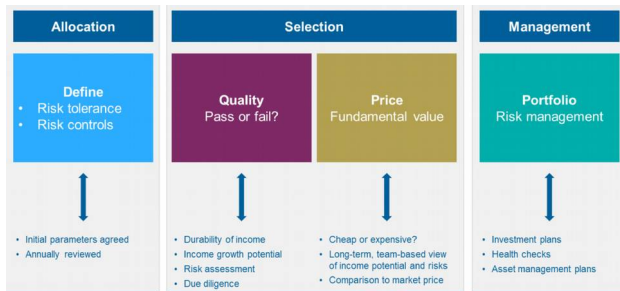 Allocation
Selection
Management
Define
• Risk tolerance
• Risk controls
Quality
Pass or fail?
Price
Fundamental value
Portfolio
Risk management
• Initial parameters agreed
• Annually reviewed
• Durability of income
• Income growth potential
• Risk assessment
• Due diligence
• Cheap or expensive?
• Long-term, team-based view
of income potential and risks
• Comparison to market price
• Investment plans
• Health checks
• Asset management plans